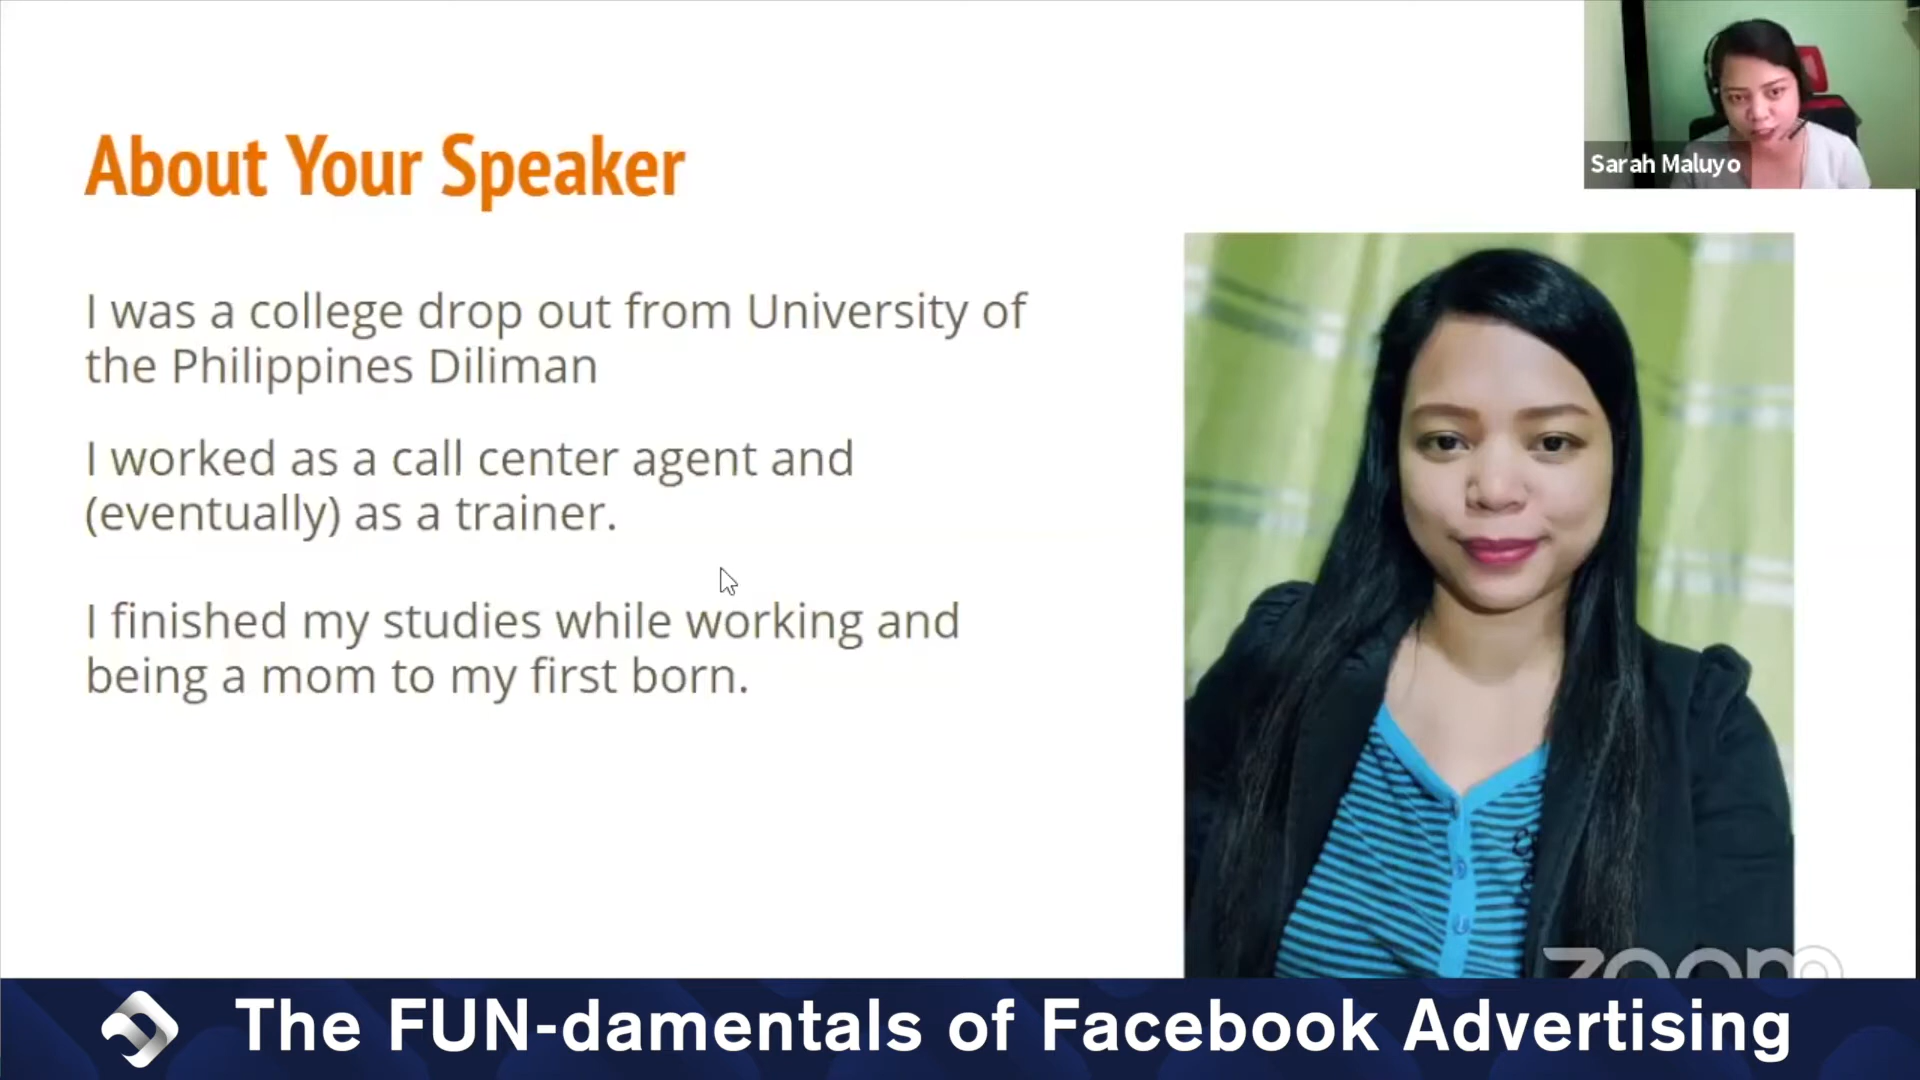 Sarah Maluyo
About Your Speaker
I was a college drop out from University of
the Philippines Diliman
I worked as a call center agent and
(eventually) as a trainer.
I finished my studies while working and
being a mom to my first born.
zoom
The FUN-damentals of Facebook Advertising